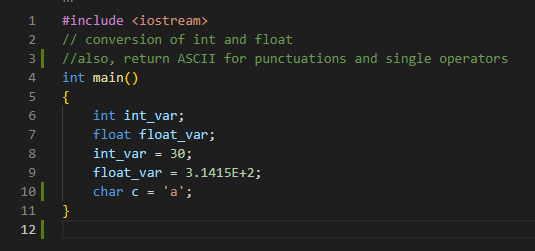 1 #include <iostream>
2 // conversion of int and float
3 //also, return ASCII for punctuations and single operators
4 int main()
5 {
6 int int_var;
7 float float_var;
8 int_var = 30;
9 float_var = 3.1415E+2;
10 char c = 'a';
11 }
12